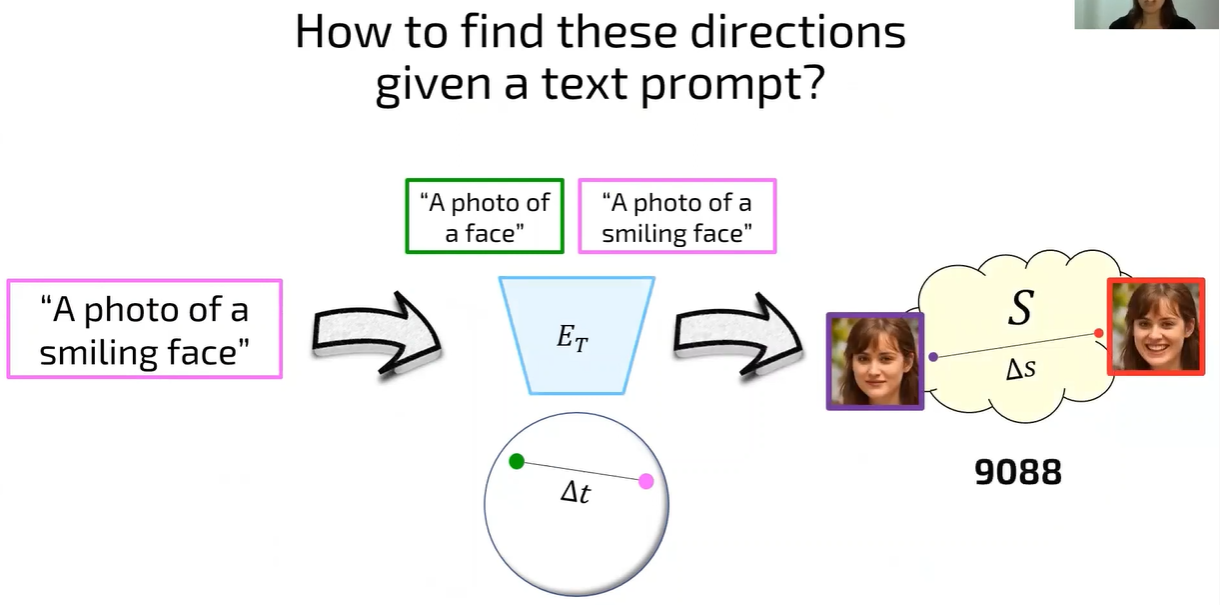 How to find these directions
given a text prompt?
“A photo of
a face”
“A photo of a
smiling face”
“A photo of a
smiling face”
E_T
S
Δs
Δt
9088